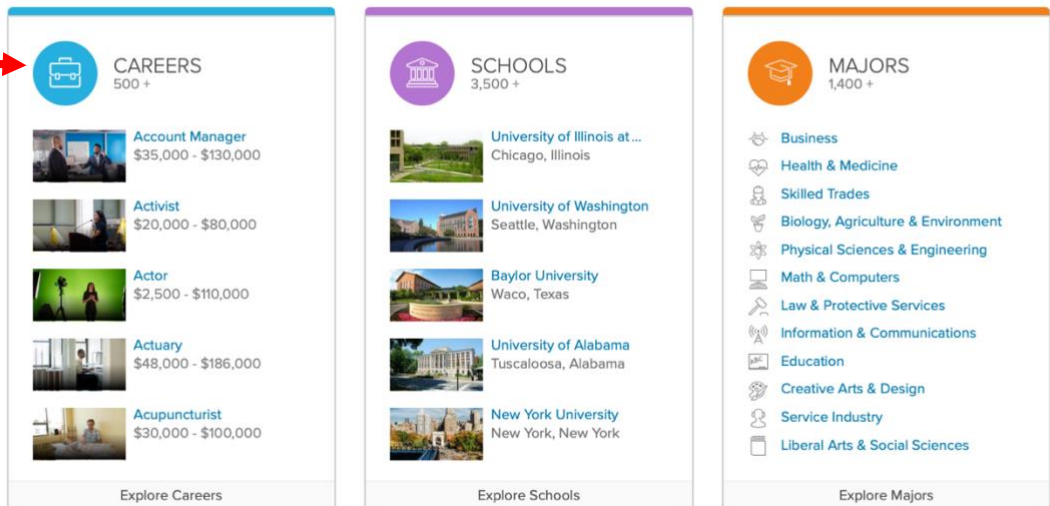 CAREERS
500 +
Account Manager
$35,000 - $130,000
Activist
$20,000 - $80,000
Actor
$2,500 - $110,000
Actuary
$48,000 - $186,000
Acupuncturist
$30,000 - $100,000
Explore Careers
SCHOOLS
3,500 +
University of Illinois at ...
Chicago, Illinois
University of Washington
Seattle, Washington
Baylor University
Waco, Texas
University of Alabama
Tuscaloosa, Alabama
New York University
New York, New York
Explore Schools
MAJORS
1,400 +
Business
Health & Medicine
Skilled Trades
Biology, Agriculture & Environment
Physical Sciences & Engineering
Math & Computers
Law & Protective Services
Information & Communications
Education
Creative Arts & Design
Service Industry
Liberal Arts & Social Sciences
Explore Majors